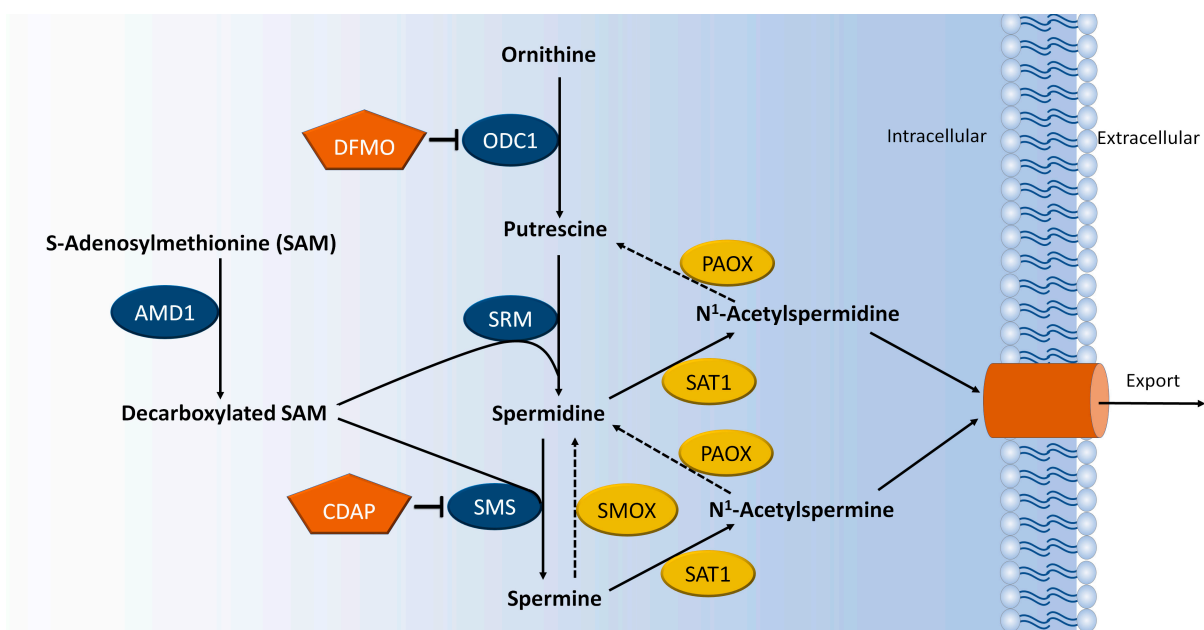 Ornithine
DFMO
ODC1
Intracellular
Extracellular
Putrescine
S-Adenosylmethionine (SAM)
PAOX
AMD1
SRM
N¹-Acetylspermidine
SAT1
Export
Decarboxylated SAM
Spermidine
PAOX
CDAP
SMS
SMOX
N¹-Acetylspermine
SAT1
Spermine